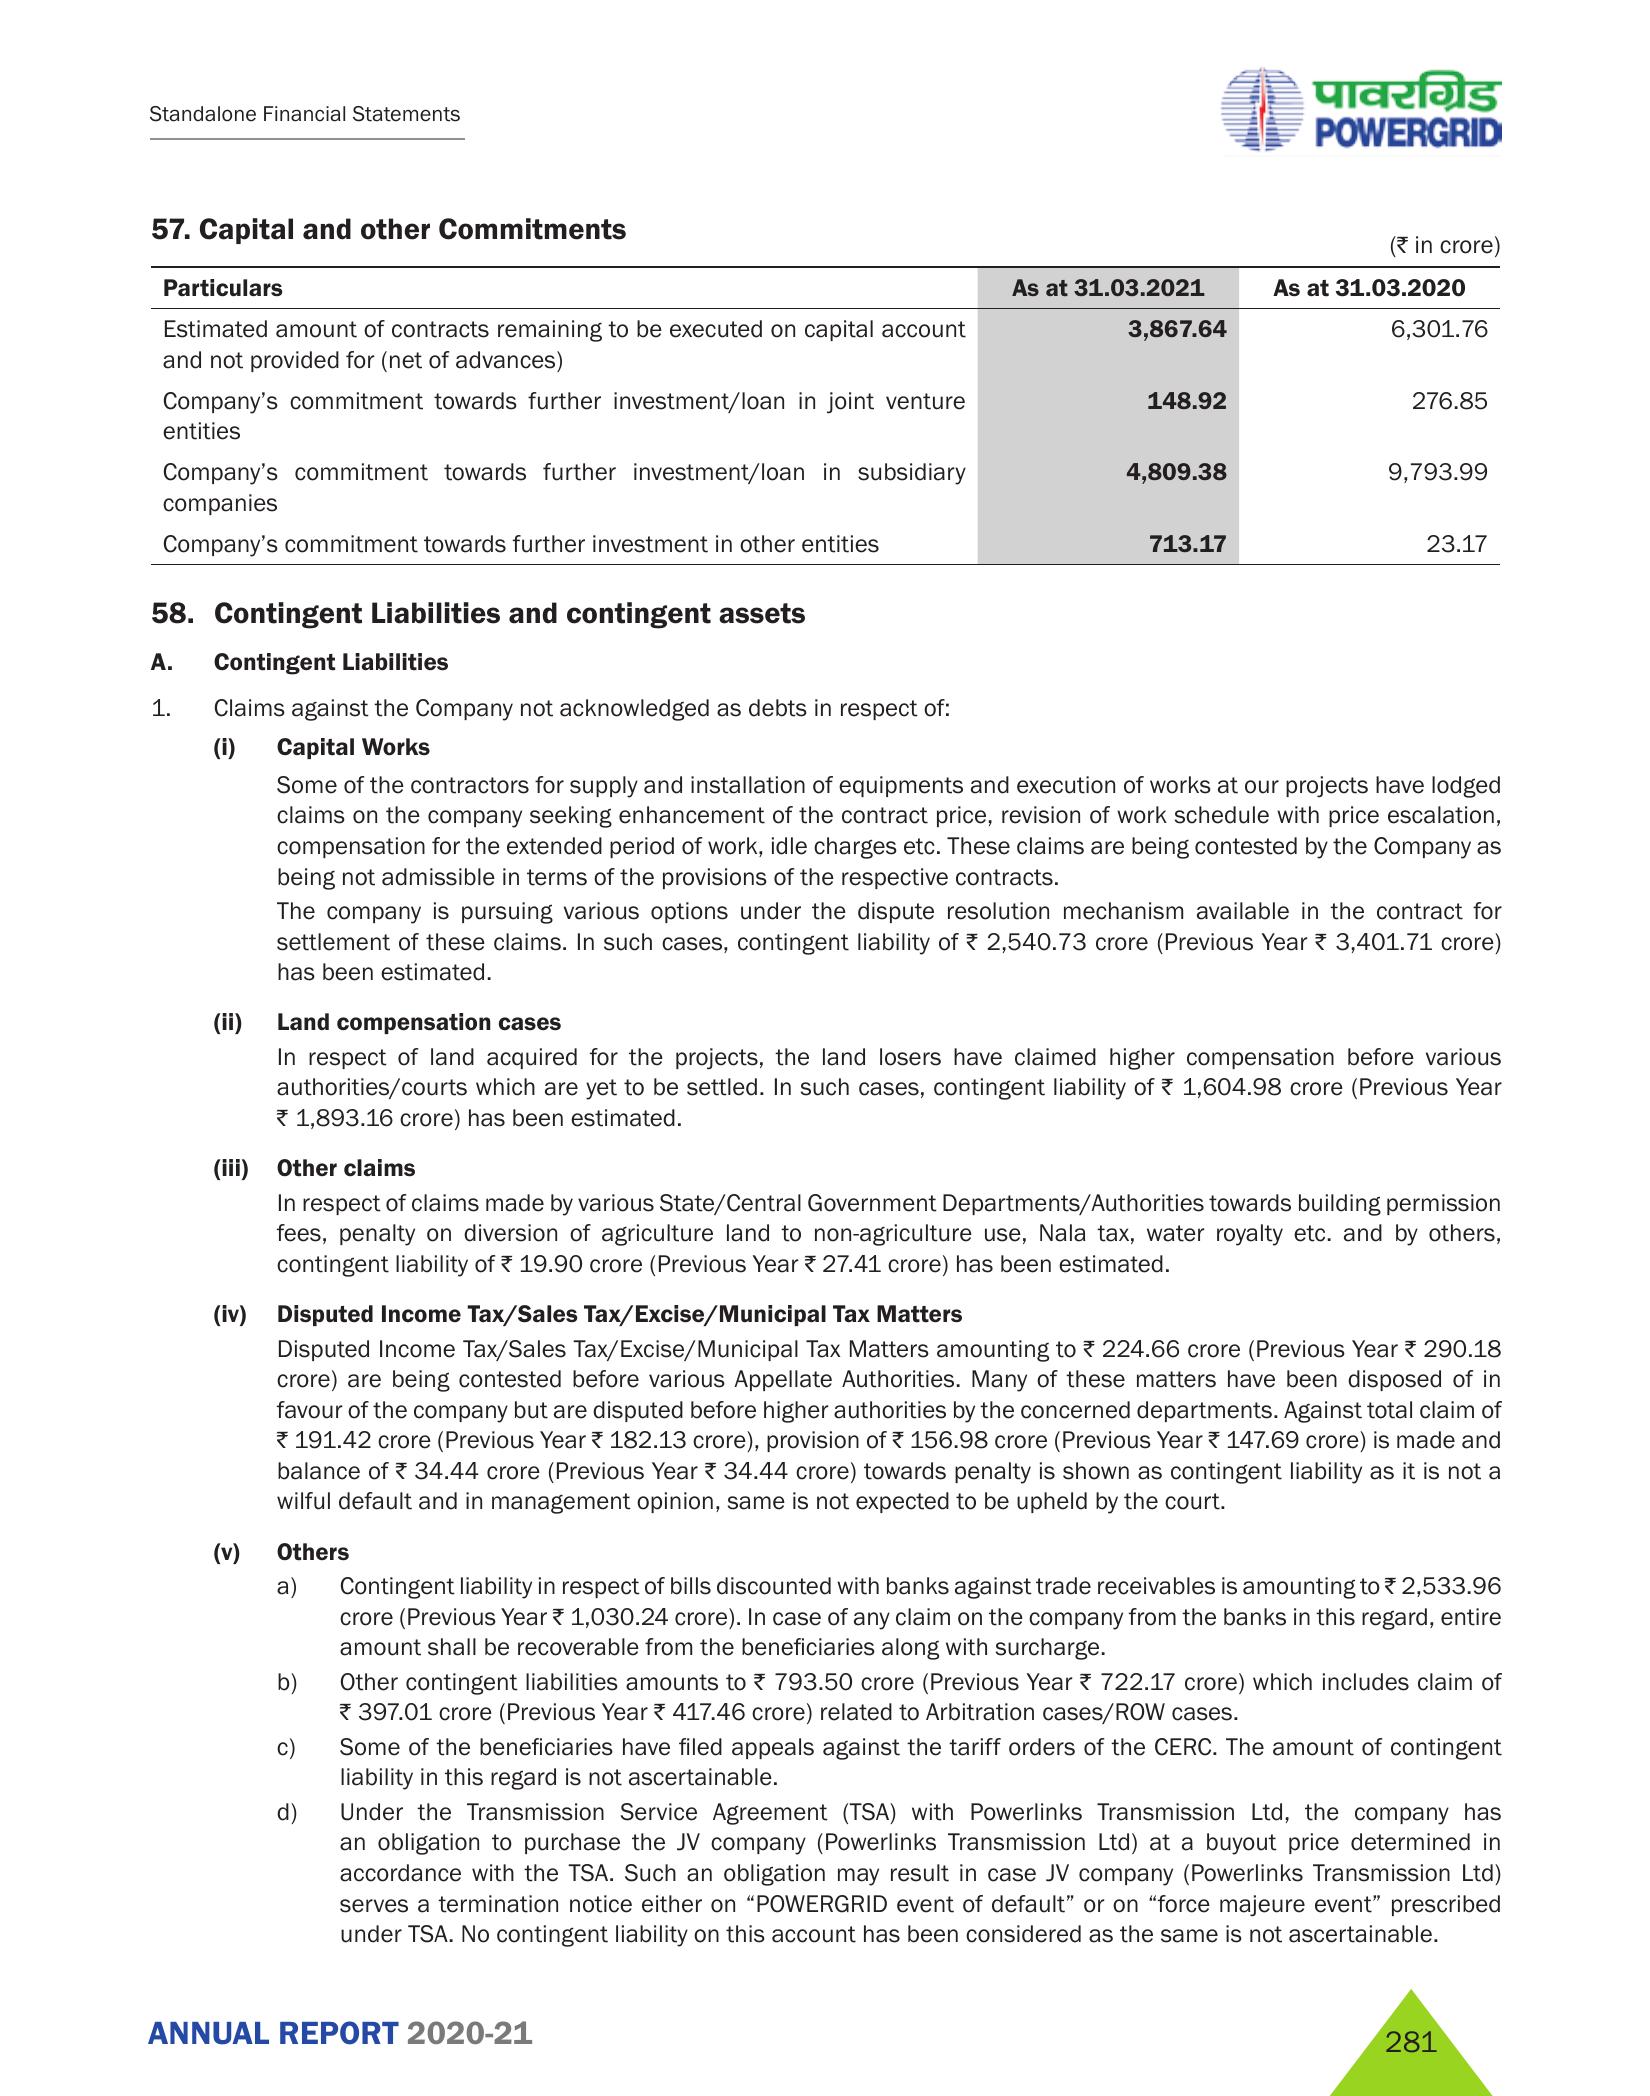 Standalone Financial Statements
पावरग्रिड
POWERGRID
57. Capital and other Commitments
(₹ in crore)
Particulars As at 31.03.2021 As at 31.03.2020
Estimated amount of contracts remaining to be executed on capital account 3,867.64 6,301.76
and not provided for (net of advances)
Company’s commitment towards further investment/loan in joint venture 148.92 276.85
entities
Company’s commitment towards further investment/loan in subsidiary 4,809.38 9,793.99
companies
Company’s commitment towards further investment in other entities 713.17 23.17
58. Contingent Liabilities and contingent assets
A. Contingent Liabilities
1. Claims against the Company not acknowledged as debts in respect of:
(i) Capital Works
Some of the contractors for supply and installation of equipments and execution of works at our projects have lodged
claims on the company seeking enhancement of the contract price, revision of work schedule with price escalation,
compensation for the extended period of work, idle charges etc. These claims are being contested by the Company as
being not admissible in terms of the provisions of the respective contracts.
The company is pursuing various options under the dispute resolution mechanism available in the contract for
settlement of these claims. In such cases, contingent liability of ₹ 2,540.73 crore (Previous Year ₹ 3,401.71 crore)
has been estimated.
(ii) Land compensation cases
In respect of land acquired for the projects, the land losers have claimed higher compensation before various
authorities/courts which are yet to be settled. In such cases, contingent liability of ₹ 1,604.98 crore (Previous Year
₹ 1,893.16 crore) has been estimated.
(iii) Other claims
In respect of claims made by various State/Central Government Departments/Authorities towards building permission
fees, penalty on diversion of agriculture land to non-agriculture use, Nala tax, water royalty etc. and by others,
contingent liability of ₹ 19.90 crore (Previous Year ₹ 27.41 crore) has been estimated.
(iv) Disputed Income Tax/Sales Tax/Excise/Municipal Tax Matters
Disputed Income Tax/Sales Tax/Excise/Municipal Tax Matters amounting to ₹ 224.66 crore (Previous Year ₹ 290.18
crore) are being contested before various Appellate Authorities. Many of these matters have been disposed of in
favour of the company but are disputed before higher authorities by the concerned departments. Against total claim of
₹ 191.42 crore (Previous Year ₹ 182.13 crore), provision of ₹ 156.98 crore (Previous Year ₹ 147.69 crore) is made and
balance of ₹ 34.44 crore (Previous Year ₹ 34.44 crore) towards penalty is shown as contingent liability as it is not a
wilful default and in management opinion, same is not expected to be upheld by the court.
(v) Others
a) Contingent liability in respect of bills discounted with banks against trade receivables is amounting to ₹ 2,533.96
crore (Previous Year ₹ 1,030.24 crore). In case of any claim on the company from the banks in this regard, entire
amount shall be recoverable from the beneficiaries along with surcharge.
b) Other contingent liabilities amounts to ₹ 793.50 crore (Previous Year ₹ 722.17 crore) which includes claim of
₹ 397.01 crore (Previous Year ₹ 417.46 crore) related to Arbitration cases/ROW cases.
c) Some of the beneficiaries have filed appeals against the tariff orders of the CERC. The amount of contingent
liability in this regard is not ascertainable.
d) Under the Transmission Service Agreement (TSA) with Powerlinks Transmission Ltd, the company has
an obligation to purchase the JV company (Powerlinks Transmission Ltd) at a buyout price determined in
accordance with the TSA. Such an obligation may result in case JV company (Powerlinks Transmission Ltd)
serves a termination notice either on “POWERGRID event of default” or on “force majeure event” prescribed
under TSA. No contingent liability on this account has been considered as the same is not ascertainable.
ANNUAL REPORT 2020-21
281